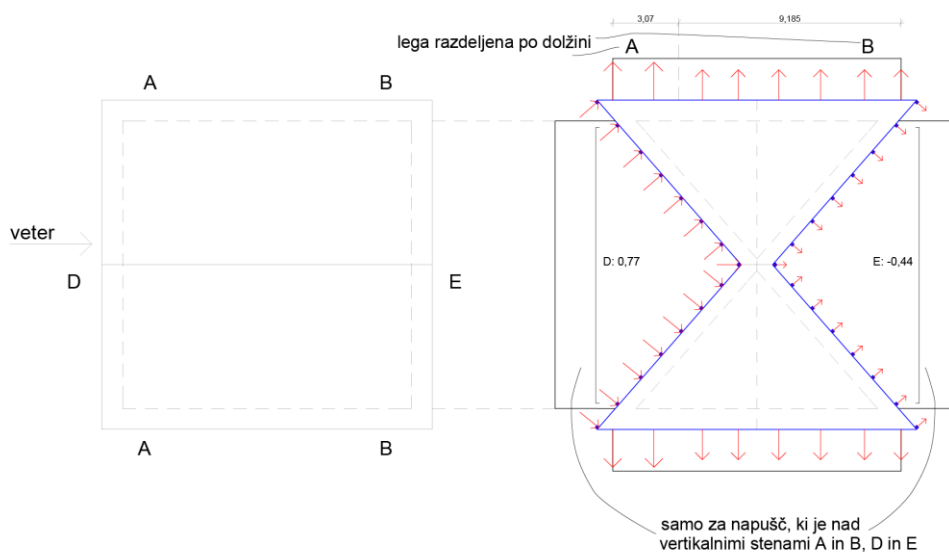 3,07 9,185
lega razdeljena po dolžini
A B
A B
veter
D E
D: 0,77 E: -0,44
A B
samo za napušč, ki je nad
vertikalnimi stenami A in B, D in E